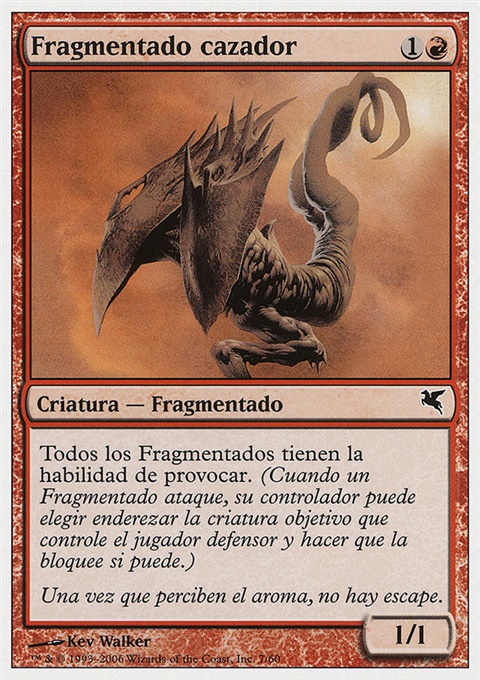 Fragmentado cazador 1
Criatura — Fragmentado
Todos los Fragmentados tienen la
habilidad de provocar. (Cuando un
Fragmentado ataque, su controlador puede
elegir enderezar la criatura objetivo que
controle el jugador defensor y hacer que la
bloquee si puede.)
Una vez que perciben el aroma, no hay escape.
1/1
Kev Walker
™ & © 1993-2006 Wizards of the Coast, Inc. 7/60